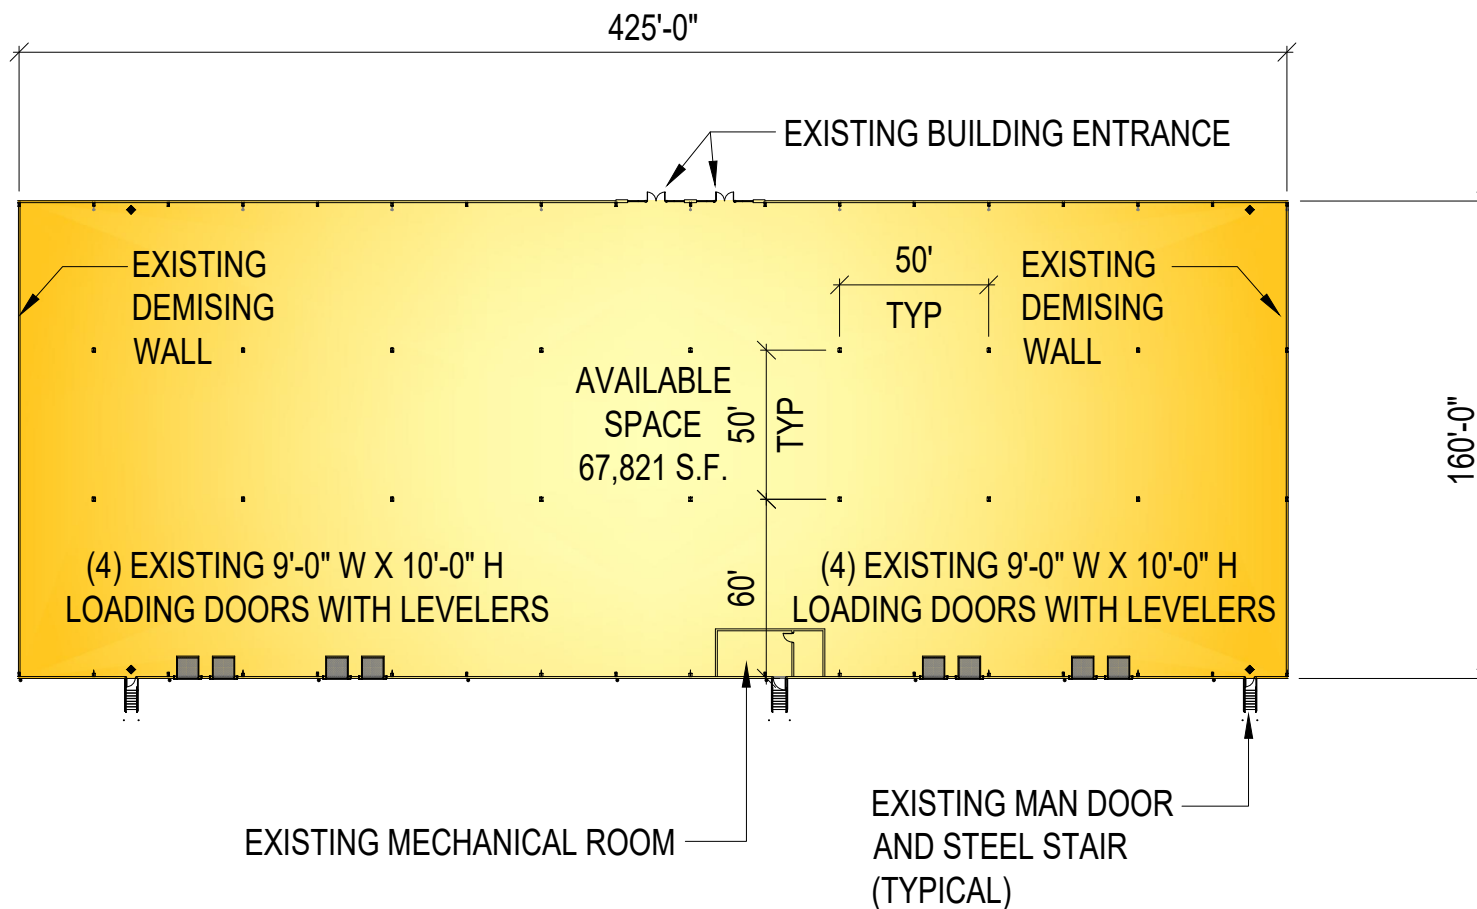 425'-0"
EXISTING BUILDING ENTRANCE
EXISTING
DEMISING
WALL
50'
TYP
EXISTING
DEMISING
WALL
AVAILABLE
SPACE
67,821 S.F.
50'
TYP
160'-0"
(4) EXISTING 9'-0" W X 10'-0" H
LOADING DOORS WITH LEVELERS
60'
(4) EXISTING 9'-0" W X 10'-0" H
LOADING DOORS WITH LEVELERS
EXISTING MECHANICAL ROOM
EXISTING MAN DOOR
AND STEEL STAIR
(TYPICAL)